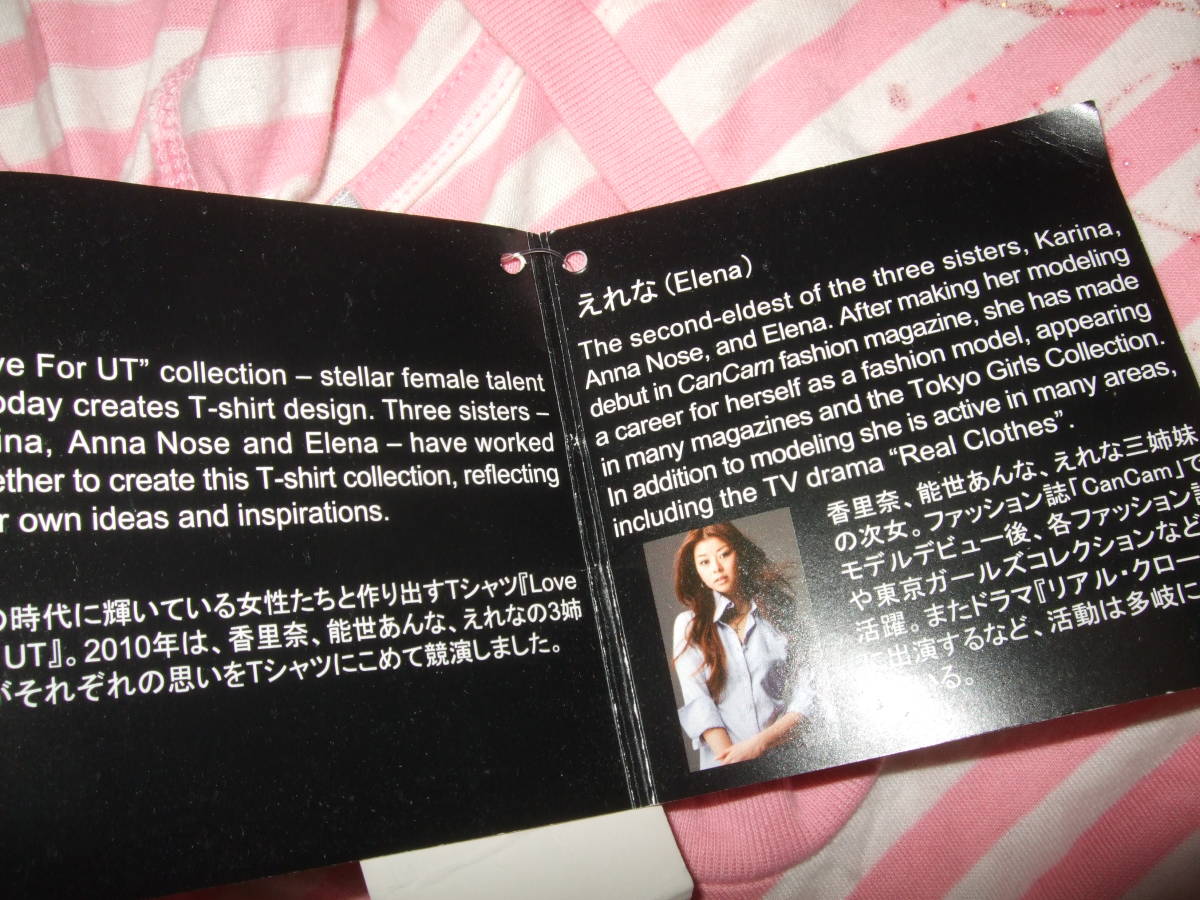 For UT” collection – stellar female talent
creates T-shirt design. Three sisters –
Anna Nose and Elena – have worked
to create this T-shirt collection, reflecting
own ideas and inspirations.
時代に輝いている女性たちと作り出すTシャツ『Love
UT』。2010年は、香里奈、能世あんな、えれなの3姉
がそれぞれの思いをTシャツにこめて競演しました。
えれな (Elena)
The second-eldest of the three sisters, Karina,
Anna Nose, and Elena. After making her modeling
debut in CanCam fashion magazine, she has made
a career for herself as a fashion model, appearing
in many magazines and the Tokyo Girls Collection.
In addition to modeling she is active in many areas,
including the TV drama “Real Clothes”.
香里奈、能世あんな、えれな三姉妹
の次女。ファッション誌「CanCam」で
モデルデビュー後、各ファッション
や東京ガールズコレクションなど
活躍。またドラマ『リアル・クロー
に出演するなど、活動は多岐に
いる。